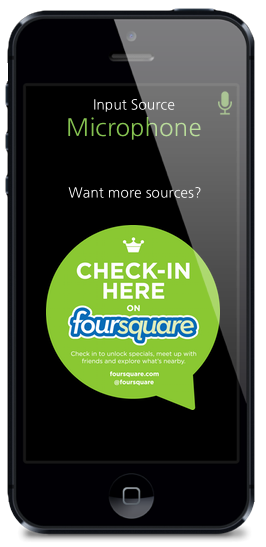 Input Source
Microphone
Want more sources?
CHECK-IN
HERE
ON
foursquare
Check in to unlock specials, meet up with
friends and explore what's nearby.
foursquare.com
@foursquare